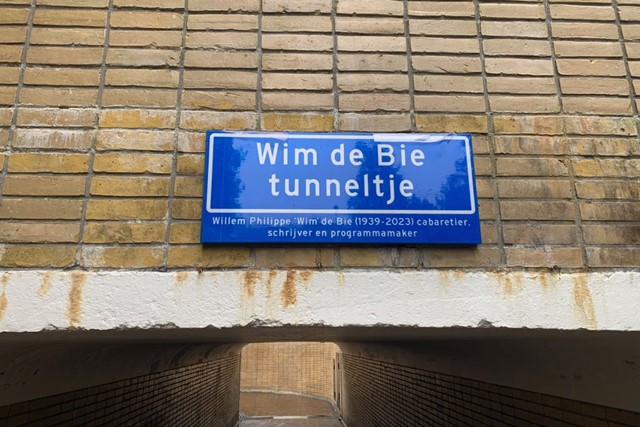 Wim de Bie
tunneltje
Willem Philippe 'Wim' de Bie (1939-2023) cabaretier.
schrijver en programmamaker